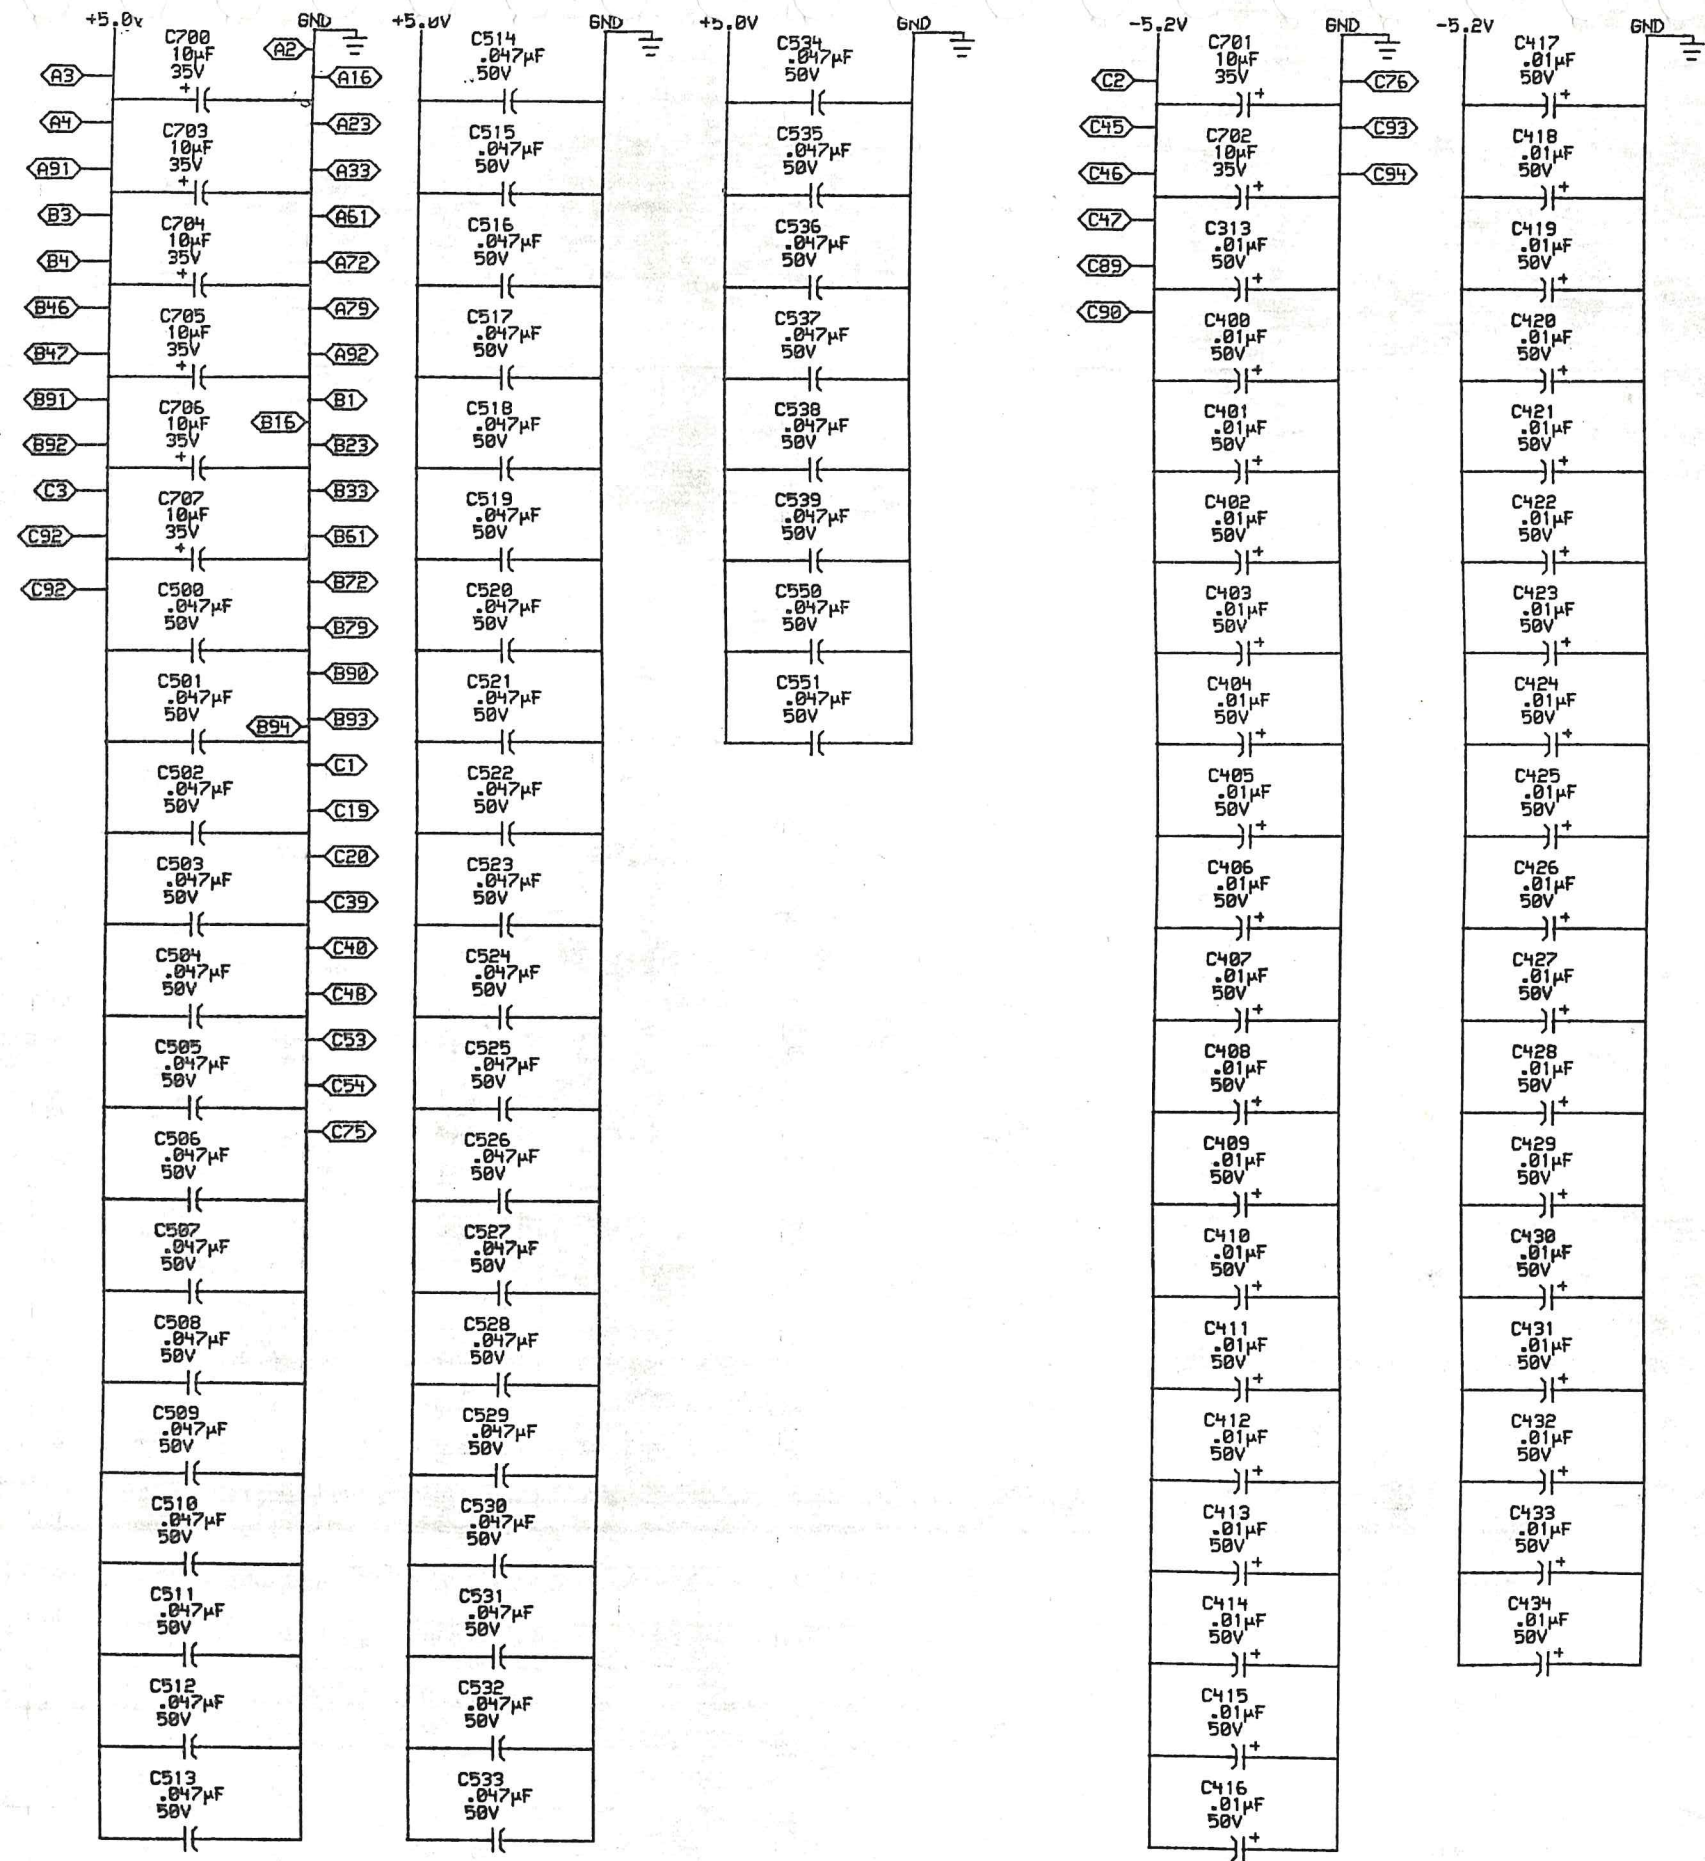 +5.0V
GND
A2
A3
A4
A91
B3
B4
B46
B47
B91
B92
C3
C92
C92
C700
10µF
35V
+
C703
10µF
35V
+
C704
10µF
35V
+
C705
10µF
35V
+
C706
10µF
35V
+
C707
10µF
35V
+
C500
.047µF
50V
C501
.047µF
50V
C502
.047µF
50V
C503
.047µF
50V
C504
.047µF
50V
C505
.047µF
50V
C506
.047µF
50V
C507
.047µF
50V
C508
.047µF
50V
C509
.047µF
50V
C510
.047µF
50V
C511
.047µF
50V
C512
.047µF
50V
C513
.047µF
50V
B16
B94
A16
A23
A33
A61
A72
A79
A92
B1
B23
B33
B61
B72
B79
B90
B93
C1
C19
C20
C39
C40
C48
C53
C54
C75
+5.0V
GND
C514
.047µF
50V
C515
.047µF
50V
C516
.047µF
50V
C517
.047µF
50V
C518
.047µF
50V
C519
.047µF
50V
C520
.047µF
50V
C521
.047µF
50V
C522
.047µF
50V
C523
.047µF
50V
C524
.047µF
50V
C525
.047µF
50V
C526
.047µF
50V
C527
.047µF
50V
C528
.047µF
50V
C529
.047µF
50V
C530
.047µF
50V
C531
.047µF
50V
C532
.047µF
50V
C533
.047µF
50V
+5.0V
GND
C534
.047µF
50V
C535
.047µF
50V
C536
.047µF
50V
C537
.047µF
50V
C538
.047µF
50V
C539
.047µF
50V
C550
.047µF
50V
C551
.047µF
50V
-5.2V
GND
C2
C45
C46
C47
C89
C90
C701
10µF
35V
+
C702
10µF
35V
+
C313
.01µF
50V
+
C400
.01µF
50V
+
C401
.01µF
50V
+
C402
.01µF
50V
+
C403
.01µF
50V
+
C404
.01µF
50V
+
C405
.01µF
50V
+
C406
.01µF
50V
+
C407
.01µF
50V
+
C408
.01µF
50V
+
C409
.01µF
50V
+
C410
.01µF
50V
+
C411
.01µF
50V
+
C412
.01µF
50V
+
C413
.01µF
50V
+
C414
.01µF
50V
+
C415
.01µF
50V
+
C416
.01µF
50V
+
C76
C93
C94
-5.2V
GND
C417
.01µF
50V
+
C418
.01µF
50V
+
C419
.01µF
50V
+
C420
.01µF
50V
+
C421
.01µF
50V
+
C422
.01µF
50V
+
C423
.01µF
50V
+
C424
.01µF
50V
+
C425
.01µF
50V
+
C426
.01µF
50V
+
C427
.01µF
50V
+
C428
.01µF
50V
+
C429
.01µF
50V
+
C430
.01µF
50V
+
C431
.01µF
50V
+
C432
.01µF
50V
+
C433
.01µF
50V
+
C434
.01µF
50V
+